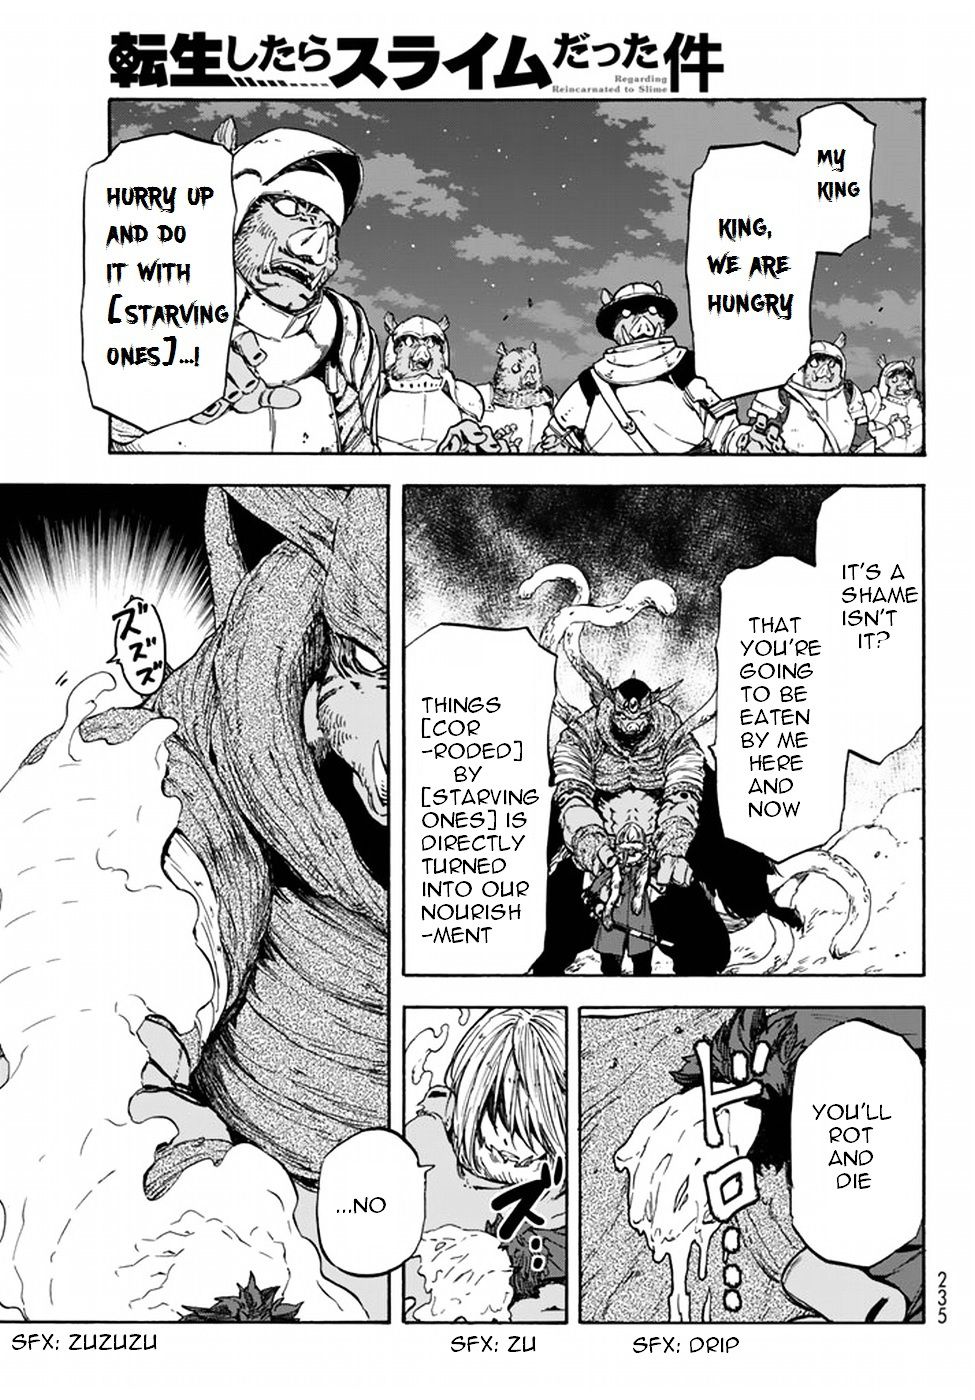 転生したらスライムだった件
Regarding
Reincarnated to Slime
MY
KING
KING,
WE ARE
HUNGRY
HURRY UP
AND DO
IT WITH
[STARVING
ONES]...!
IT'S A
SHAME
ISN'T
IT?
THAT
YOU'RE
GOING
TO BE
EATEN
BY ME
HERE
AND
NOW
THINGS
[COR
-RODED]
BY
[STARVING
ONES] IS
DIRECTLY
TURNED
INTO OUR
NOURISH
-MENT
ズズズ
YOU'LL
ROT
AND
DIE
ドロ...
ズ...
...NO
235
SFX: ZUZUZU
SFX: ZU
SFX: DRIP